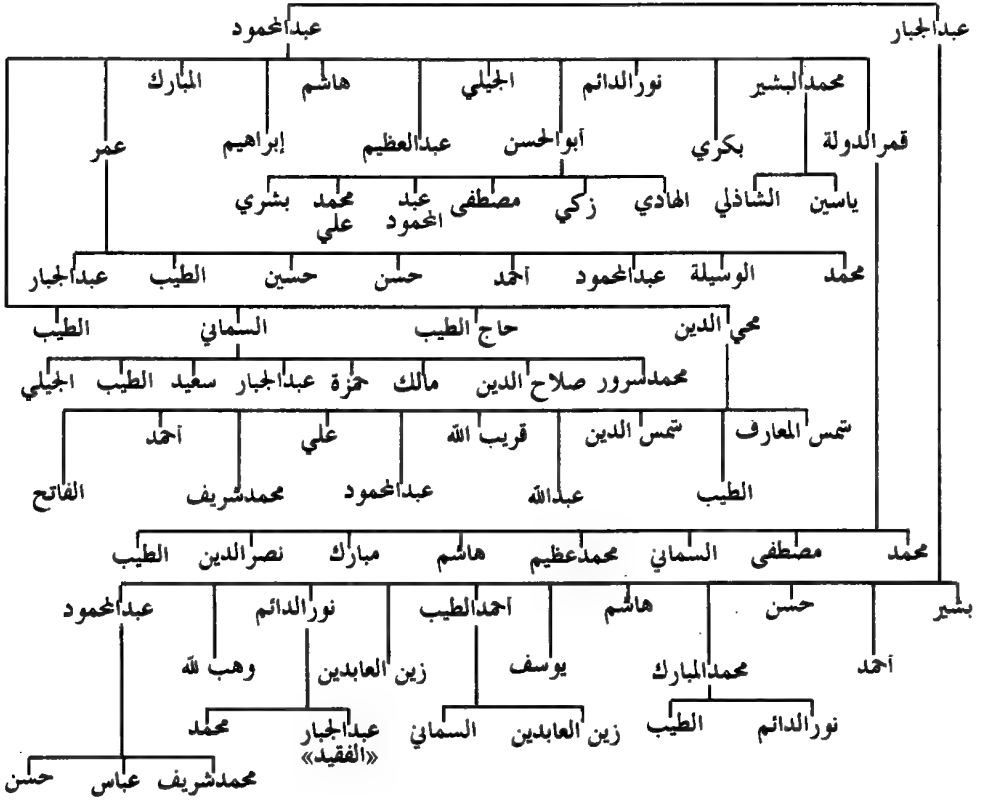 عبدالجبار عبدالمحمود
محمدالبشير نورالدائم الجيلي هاشم المبارك
قمرالدولة بكري أبوالحسن عبدالعظيم إبراهيم عمر
ياسين الشاذلي الهادي زكي مصطفى عبد المحمود محمد علي بشري
محمد الوسيلة عبدالمحمود أحمد حسن حسين الطيب عبدالجبار
محي الدين حاج الطيب السماني الطيب
محمدسرور صلاح الدين مالك حمزة عبدالجبار سعيد الطيب الجيلي
شمس المعارف شمس الدين قريب الله علي أحمد
الطيب عبدالله عبدالمحمود محمدشريف الفاتح
محمد مصطفى السماني محمدعظيم هاشم مبارك نصرالدين الطيب
بشير حسن هاشم أحمدالطيب نورالدائم عبدالمحمود
أحمد محمدالمبارك يوسف زين العابدين وهب لله
نورالدائم الطيب زين العابدين السماني عبدالجبار محمد
«الفقيد»
محمدشريف عباس حسن